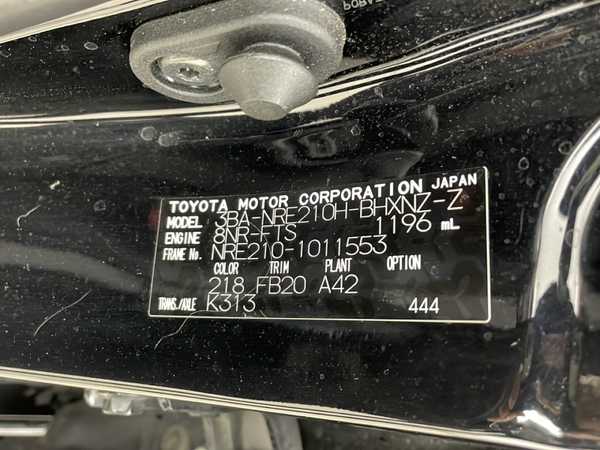 TOYOTA MOTOR CORPORATION JAPAN
MODEL 3BA-NRE210H-BHXNZ-Z
ENGINE 8NR-FTS 1196 mL
FRAME No. NRE210-1011553
COLOR TRIM PLANT OPTION
218 FB20 A42
TRANS./AXLE K313 444